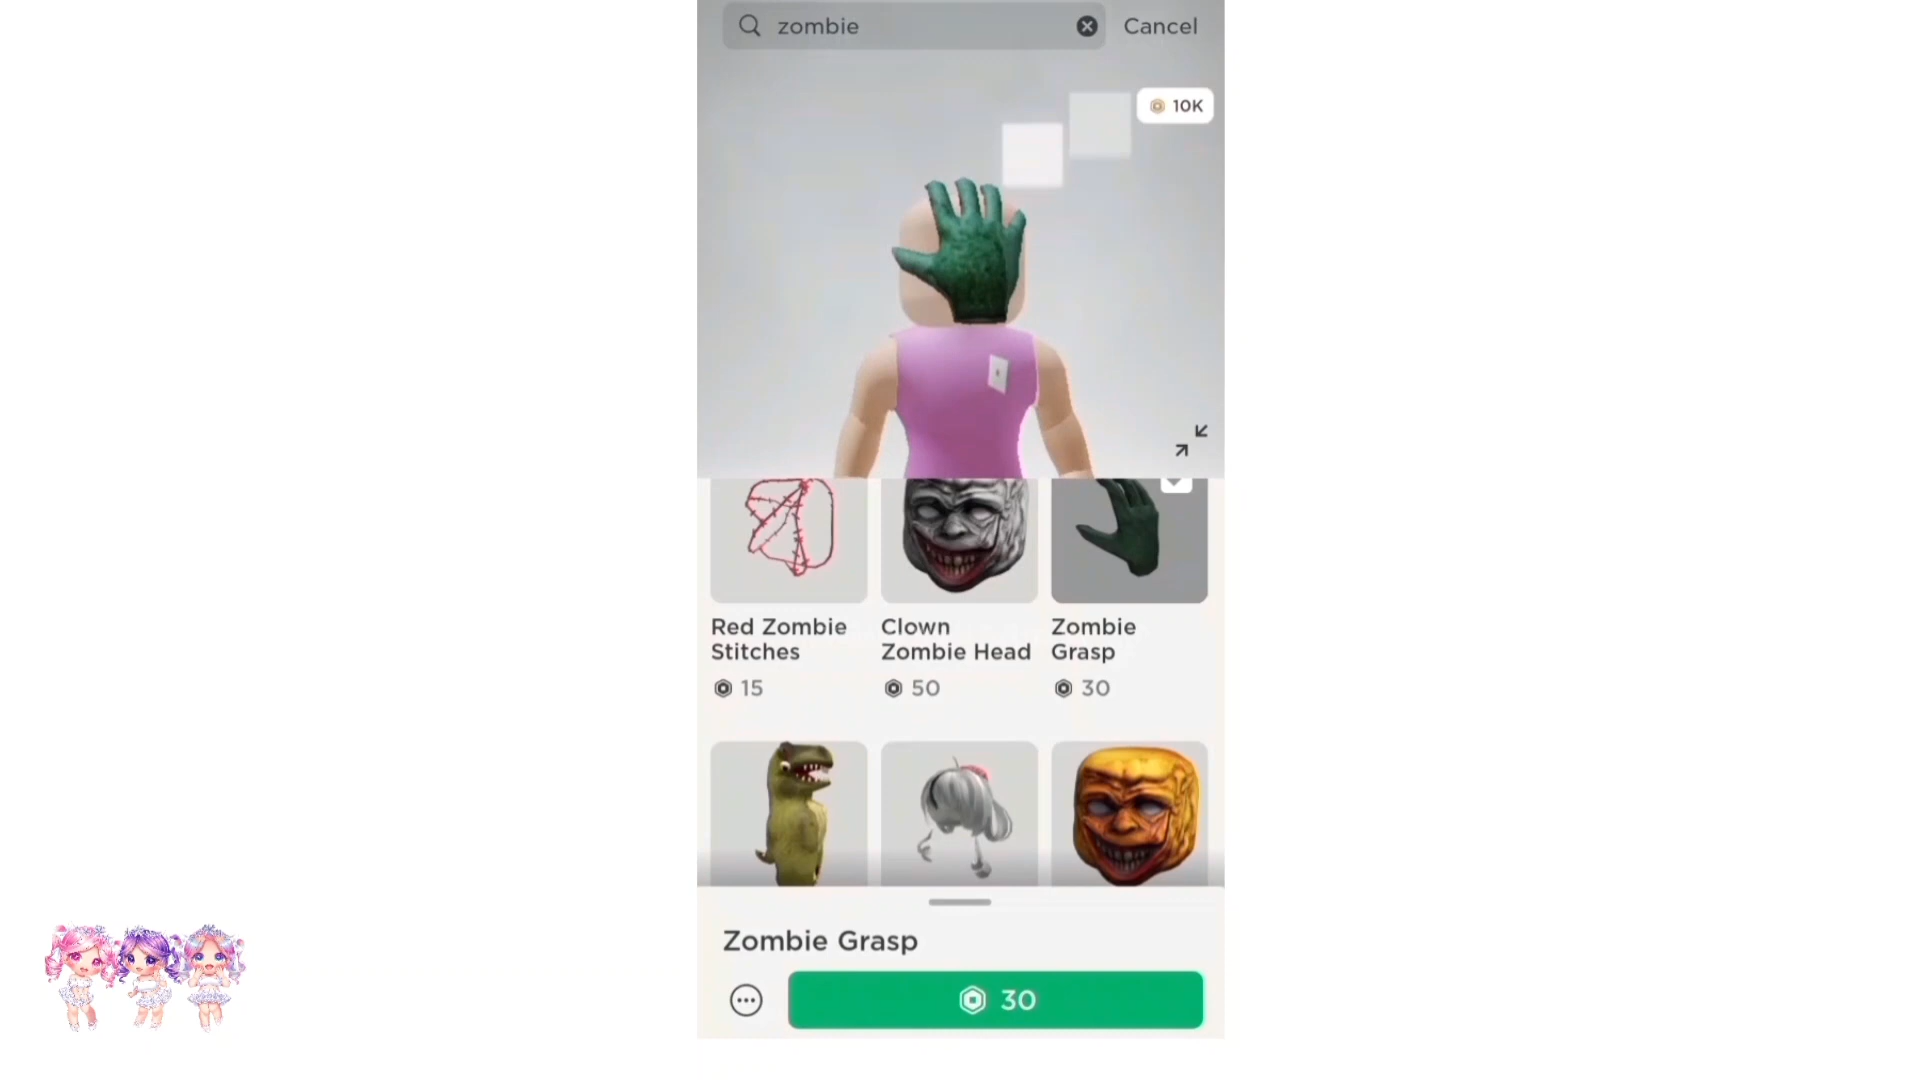 zombie
Cancel
10K
Red Zombie
Stitches
15
Clown
Zombie Head
50
Zombie
Grasp
30
Zombie Grasp
30